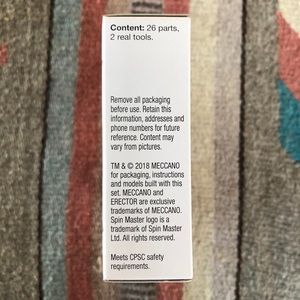 Content: 26 parts,
2 real tools.
Remove all packaging
before use. Retain this
information, addresses and
phone numbers for future
reference. Content may
vary from pictures.
TM & © 2018 MECCANO
for packaging, instructions
and models built with this
set. MECCANO and
ERECTOR are exclusive
trademarks of MECCANO.
Spin Master logo is a
trademark of Spin Master
Ltd. All rights reserved.
Meets CPSC safety
requirements.